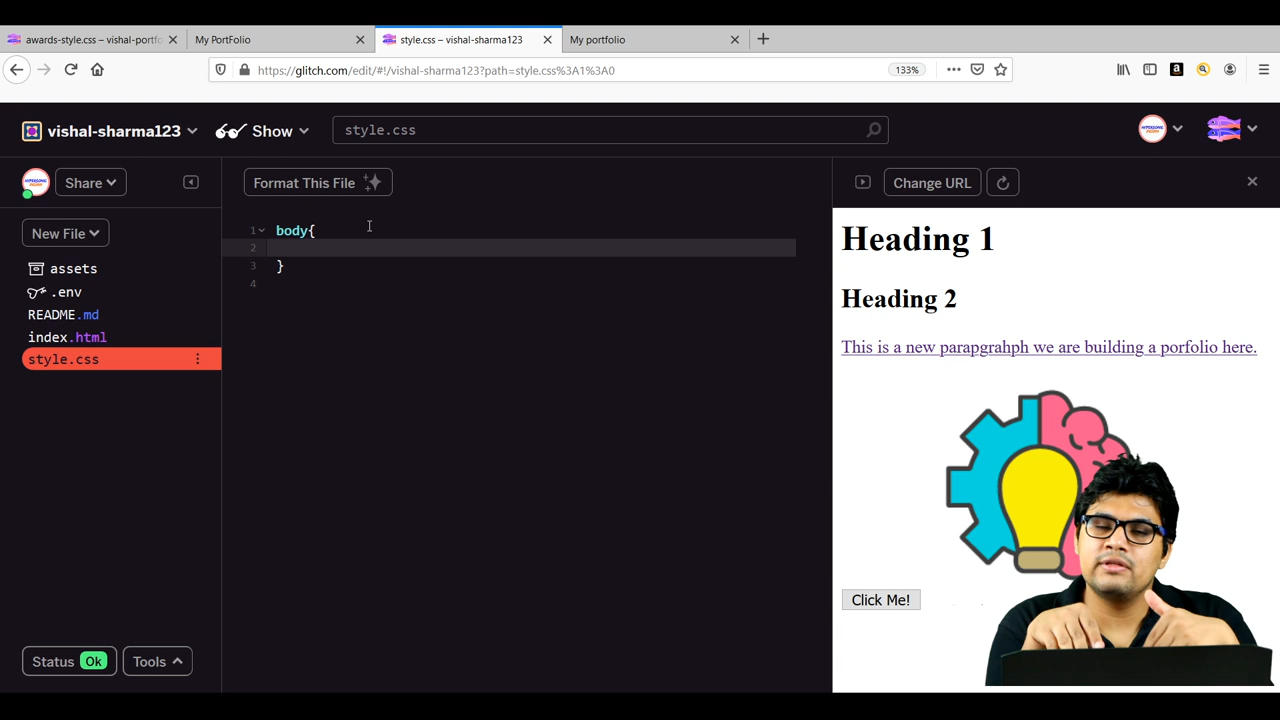 awards-style.css – vishal-portfo
My PortFolio
style.css – vishal-sharma123
My portfolio
https://glitch.com/edit/#!/vishal-sharma123?path=style.css%3A1%3A0
133%
vishal-sharma123
Show
style.css
Share
Format This File
Change URL
New File
assets
.env
README.md
index.html
style.css
1 body{
2
3 }
4
Heading 1
Heading 2
This is a new parapgrahph we are building a porfolio here.
Click Me!
Status Ok
Tools